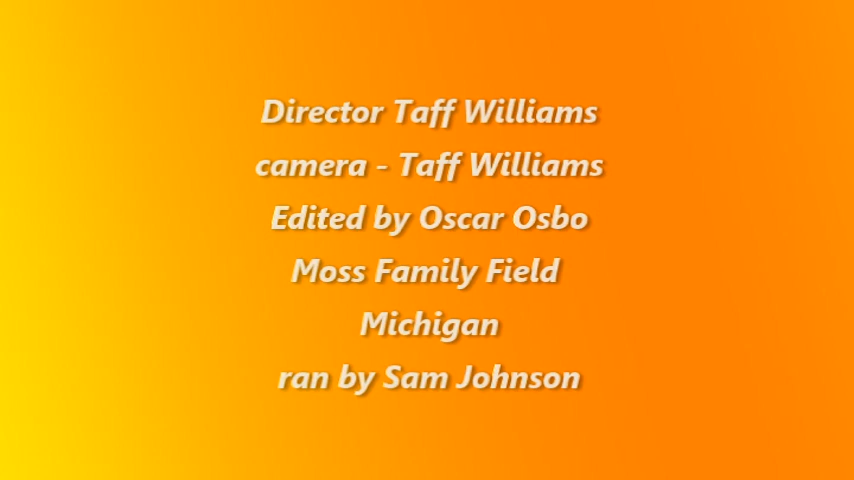 Director Taff Williams
camera - Taff Williams
Edited by Oscar Osbo
Moss Family Field
Michigan
ran by Sam Johnson